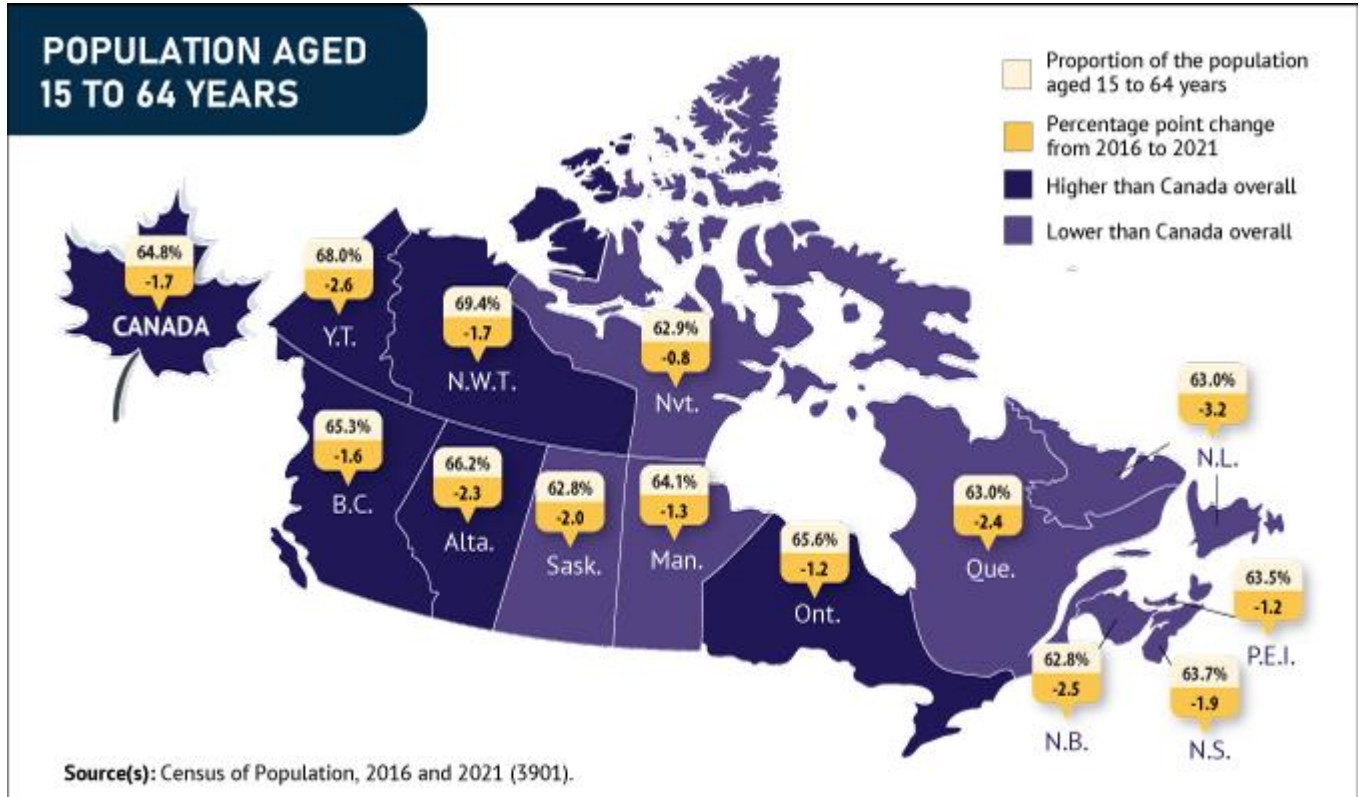 POPULATION AGED
15 TO 64 YEARS
Proportion of the population
aged 15 to 64 years
Percentage point change
from 2016 to 2021
Higher than Canada overall
Lower than Canada overall
64.8%
-1.7
CANADA
68.0%
-2.6
Y.T.
69.4%
-1.7
N.W.T.
62.9%
-0.8
Nvt.
65.3%
-1.6
B.C.
66.2%
-2.3
Alta.
62.8%
-2.0
Sask.
64.1%
-1.3
Man.
65.6%
-1.2
Ont.
63.0%
-2.4
Que.
63.0%
-3.2
N.L.
63.5%
-1.2
P.E.I.
62.8%
-2.5
N.B.
63.7%
-1.9
N.S.
Source(s): Census of Population, 2016 and 2021 (3901).